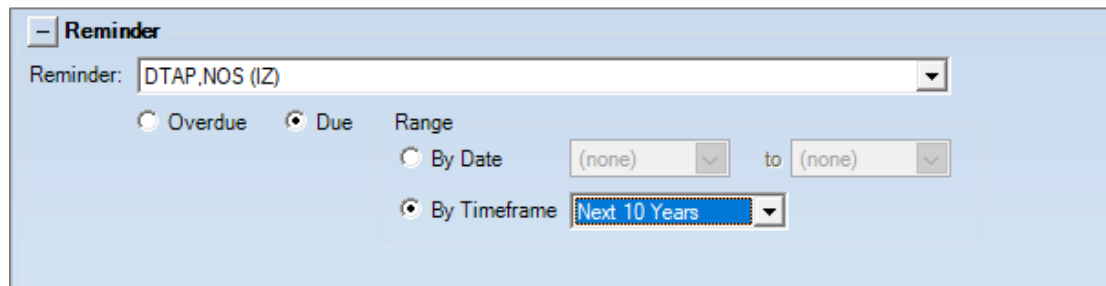 Reminder
Reminder: DTAP,NOS (IZ)
Overdue Due Range
By Date (none) to (none)
By Timeframe Next 10 Years